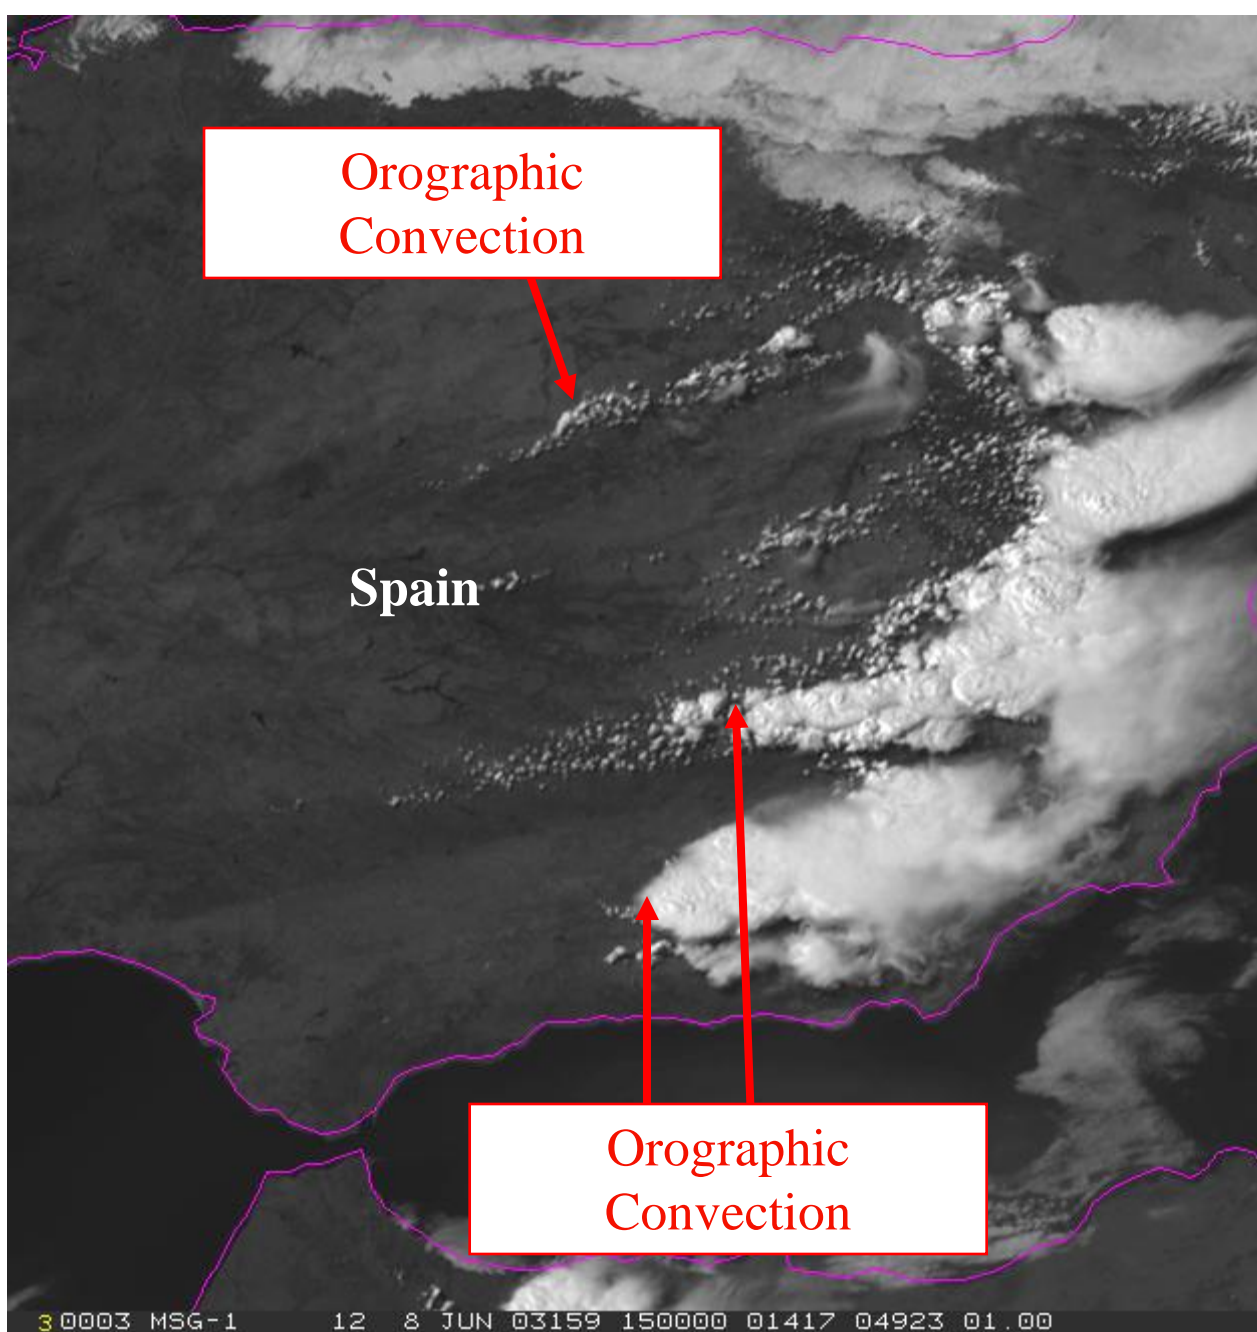 Orographic
Convection
Spain
Orographic
Convection
3 0003 MSG-1 12 8 JUN 03159 150000 01417 04923 01.00